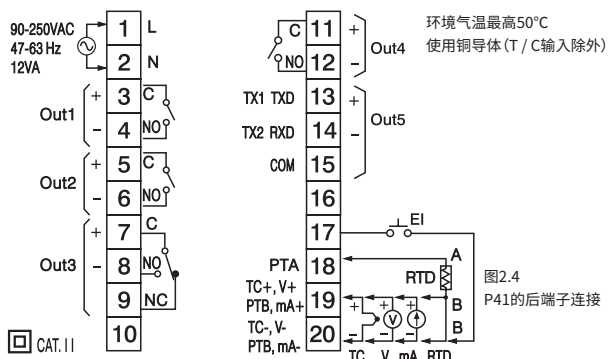 90-250VAC
47-63 Hz
12VA
1 L
2 N
Out1
+ 3 C
- 4 NO
Out2
+ 5 C
- 6 NO
Out3
+ 7 C
- 8 NO
9 NC
10
CAT.II
C 11 +
NO 12 -
Out4
TX1 TXD 13 +
TX2 RXD 14 -
COM 15
Out5
16
17 EI
PTA 18 A
RTD
TC+, V+
PTB, mA+
19 + + + B
V
TC-, V-
PTB, mA-
20 - - - B
TC V mA RTD
环境气温最高50°C
使用铜导体(T / C输入除外)
图2.4
P41的后端子连接